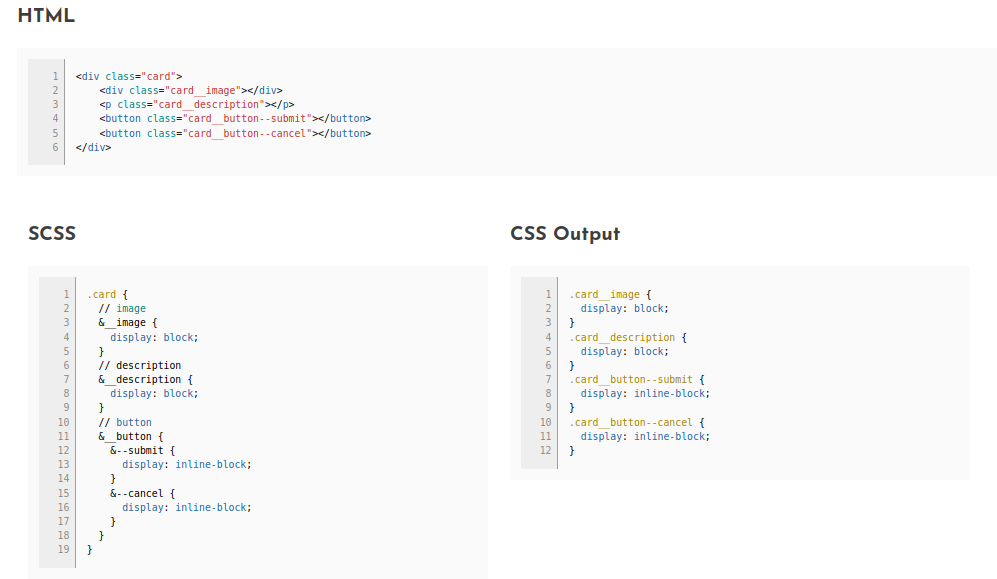 HTML
1 <div class="card">
2     <div class="card__image"></div>
3     <p class="card__description"></p>
4     <button class="card__button--submit"></button>
5     <button class="card__button--cancel"></button>
6 </div>
SCSS
1 .card {
2   // image
3   &__image {
4     display: block;
5   }
6   // description
7   &__description {
8     display: block;
9   }
10   // button
11   &__button {
12     &--submit {
13       display: inline-block;
14     }
15     &--cancel {
16       display: inline-block;
17     }
18   }
19 }
CSS Output
1 .card__image {
2   display: block;
3 }
4 .card__description {
5   display: block;
6 }
7 .card__button--submit {
8   display: inline-block;
9 }
10 .card__button--cancel {
11   display: inline-block;
12 }